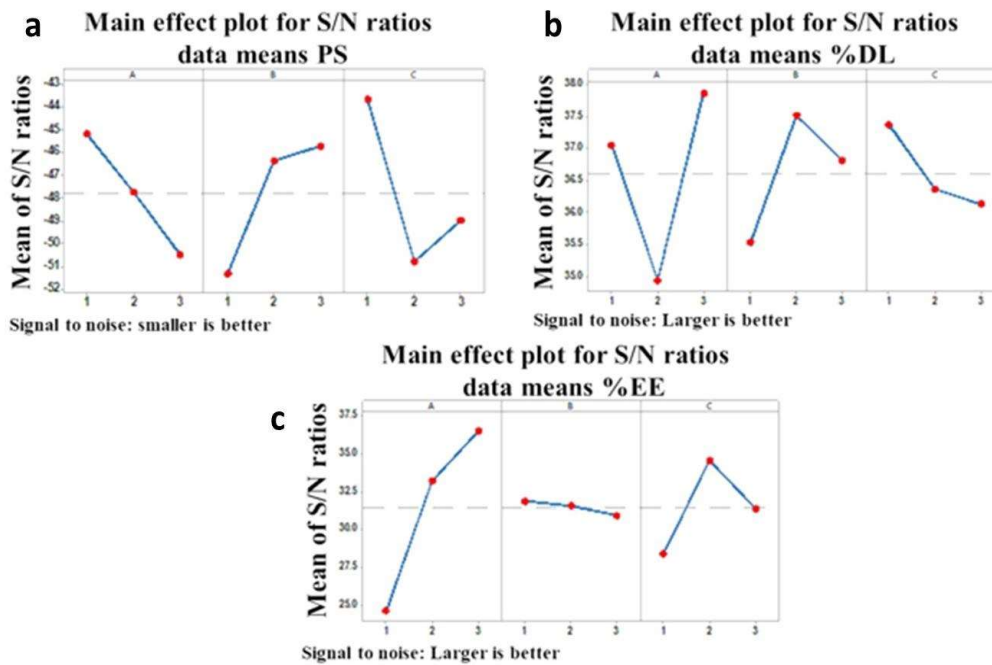 a
Main effect plot for S/N ratios
data means PS
Mean of S/N ratios
A B C
-43
-44
-45
-46
-47
-48
-49
-50
-51
-52
1 2 3 1 2 3 1 2 3
Signal to noise: smaller is better
b
Main effect plot for S/N ratios
data means %DL
Mean of S/N ratios
A B C
38.0
37.5
37.0
36.5
36.0
35.5
35.0
1 2 3 1 2 3 1 2 3
Signal to noise: Larger is better
c
Main effect plot for S/N ratios
data means %EE
Mean of S/N ratios
A B C
37.5
35.0
32.5
30.0
27.5
25.0
1 2 3 1 2 3 1 2 3
Signal to noise: Larger is better